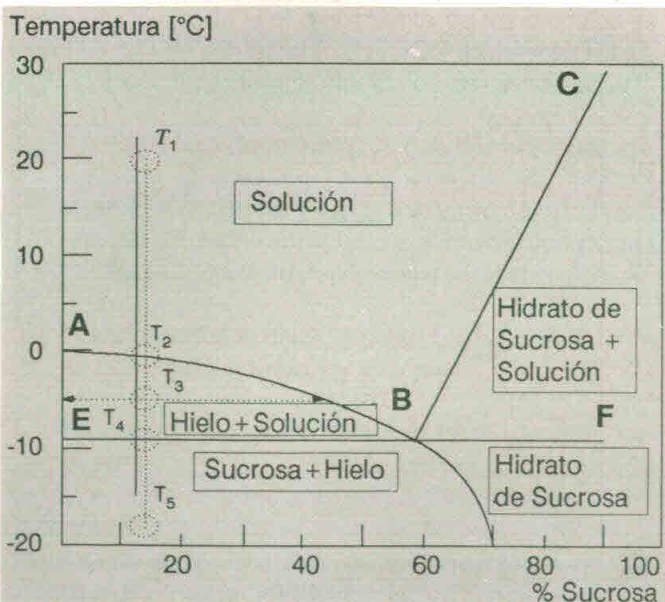 Temperatura [°C]
30
20
10
0
-10
-20
A
B
C
E
F
T1
T2
T3
T4
T5
Solución
Hidrato de
Sucrosa +
Solución
Hielo+Solución
Sucrosa+Hielo
Hidrato
de Sucrosa
20
40
60
80
100
% Sucrosa